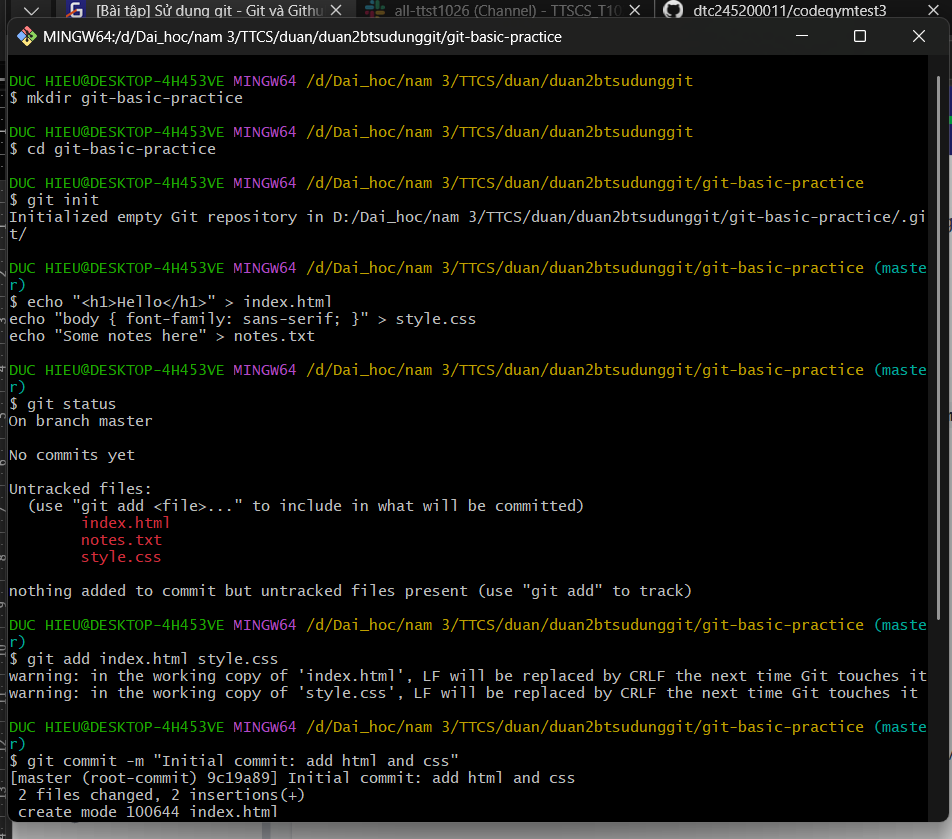 [Bài tập] Sử dụng git - Git và Githu
all-ttst1026 (Channel) - TTSCS_T10
dtc245200011/codegymtest3
MINGW64:/d/Dai_hoc/nam 3/TTCS/duan/duan2btsudunggit/git-basic-practice
DUC HIEU@DESKTOP-4H453VE MINGW64 /d/Dai_hoc/nam 3/TTCS/duan/duan2btsudunggit
$ mkdir git-basic-practice
DUC HIEU@DESKTOP-4H453VE MINGW64 /d/Dai_hoc/nam 3/TTCS/duan/duan2btsudunggit
$ cd git-basic-practice
DUC HIEU@DESKTOP-4H453VE MINGW64 /d/Dai_hoc/nam 3/TTCS/duan/duan2btsudunggit/git-basic-practice
$ git init
Initialized empty Git repository in D:/Dai_hoc/nam 3/TTCS/duan/duan2btsudunggit/git-basic-practice/.gi
t/
DUC HIEU@DESKTOP-4H453VE MINGW64 /d/Dai_hoc/nam 3/TTCS/duan/duan2btsudunggit/git-basic-practice (maste
r)
$ echo "<h1>Hello</h1>" > index.html
echo "body { font-family: sans-serif; }" > style.css
echo "Some notes here" > notes.txt
DUC HIEU@DESKTOP-4H453VE MINGW64 /d/Dai_hoc/nam 3/TTCS/duan/duan2btsudunggit/git-basic-practice (maste
r)
$ git status
On branch master
No commits yet
Untracked files:
  (use "git add <file>..." to include in what will be committed)
        index.html
        notes.txt
        style.css
nothing added to commit but untracked files present (use "git add" to track)
DUC HIEU@DESKTOP-4H453VE MINGW64 /d/Dai_hoc/nam 3/TTCS/duan/duan2btsudunggit/git-basic-practice (maste
r)
$ git add index.html style.css
warning: in the working copy of 'index.html', LF will be replaced by CRLF the next time Git touches it
warning: in the working copy of 'style.css', LF will be replaced by CRLF the next time Git touches it
DUC HIEU@DESKTOP-4H453VE MINGW64 /d/Dai_hoc/nam 3/TTCS/duan/duan2btsudunggit/git-basic-practice (maste
r)
$ git commit -m "Initial commit: add html and css"
[master (root-commit) 9c19a89] Initial commit: add html and css
 2 files changed, 2 insertions(+)
 create mode 100644 index.html